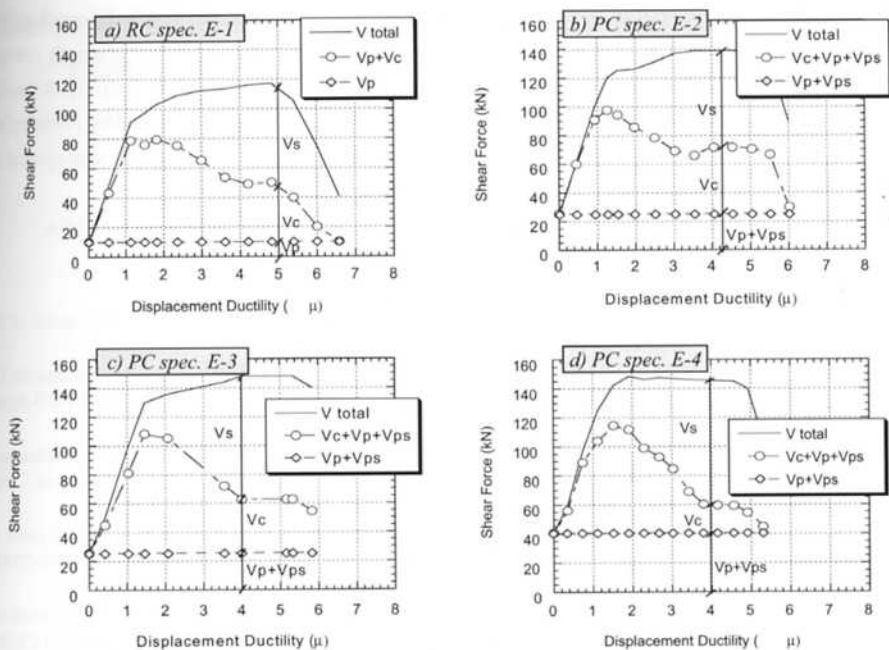 a) RC spec. E-1
V total
Vp+Vc
Vp
160
140
120
100
80
60
40
20
0
Shear Force (kN)
Vs
Vc
Vp
0 1 2 3 4 5 6 7 8
Displacement Ductility ( μ)
b) PC spec. E-2
V total
Vc+Vp+Vps
Vp+Vps
160
140
120
100
80
60
40
20
0
Shear Force (kN)
Vs
Vc
Vp+Vps
0 1 2 3 4 5 6 7 8
Displacement Ductility (μ)
c) PC spec. E-3
V total
Vc+Vp+Vps
Vp+Vps
160
140
120
100
80
60
40
20
0
Shear Force (kN)
Vs
Vc
Vp+Vps
0 1 2 3 4 5 6 7 8
Displacement Ductility (μ)
d) PC spec. E-4
V total
Vc+Vp+Vps
Vp+Vps
160
140
120
100
80
60
40
20
0
Shear Force (kN)
Vs
Vc
Vp+Vps
0 1 2 3 4 5 6 7 8
Displacement Ductility ( μ)